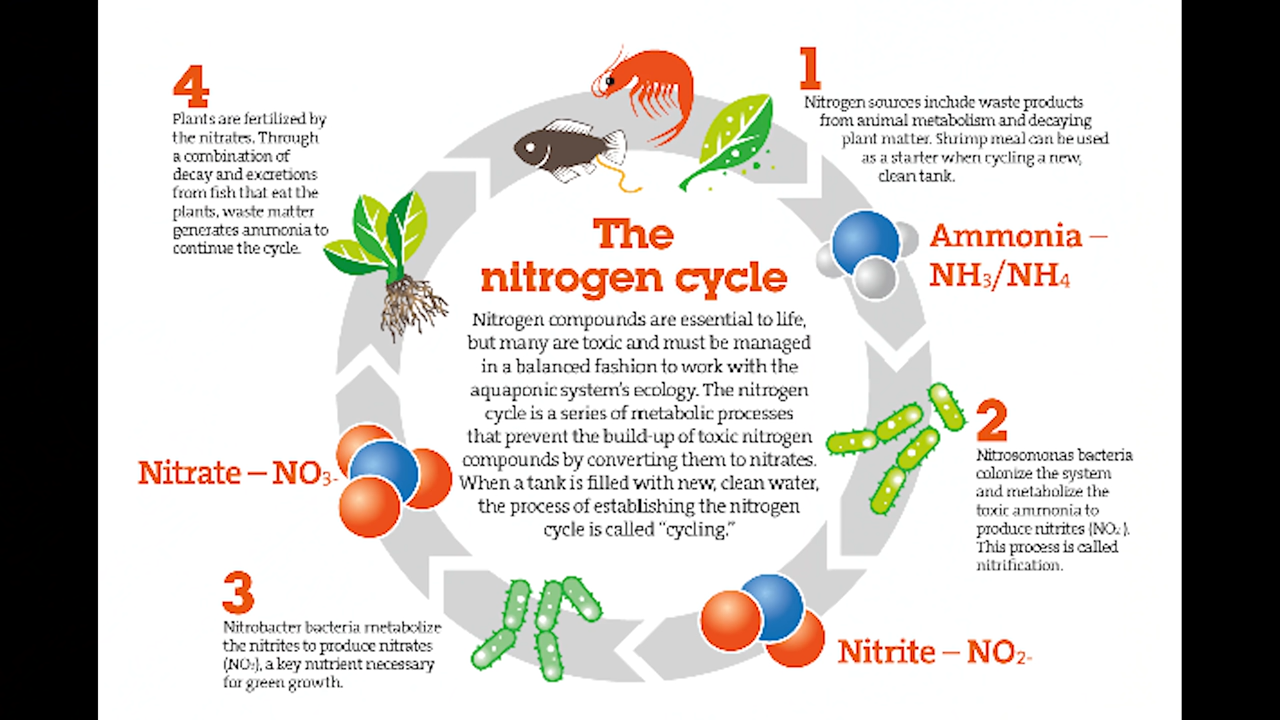 The
nitrogen cycle
Nitrogen compounds are essential to life,
but many are toxic and must be managed
in a balanced fashion to work with the
aquaponic system's ecology. The nitrogen
cycle is a series of metabolic processes
that prevent the build-up of toxic nitrogen
compounds by converting them to nitrates.
When a tank is filled with new, clean water,
the process of establishing the nitrogen
cycle is called “cycling.”
1
Nitrogen sources include waste products
from animal metabolism and decaying
plant matter. Shrimp meal can be used
as a starter when cycling a new,
clean tank.
Ammonia –
NH3/NH4
2
Nitrosomonas bacteria
colonize the system
and metabolize the
toxic ammonia to
produce nitrites (NO2-).
This process is called
nitrification.
Nitrite – NO2-
3
Nitrobacter bacteria metabolize
the nitrites to produce nitrates
(NO3), a key nutrient necessary
for green growth.
Nitrate – NO3-
4
Plants are fertilized by
the nitrates. Through
a combination of
decay and excretions
from fish that eat the
plants, waste matter
generates ammonia to
continue the cycle.